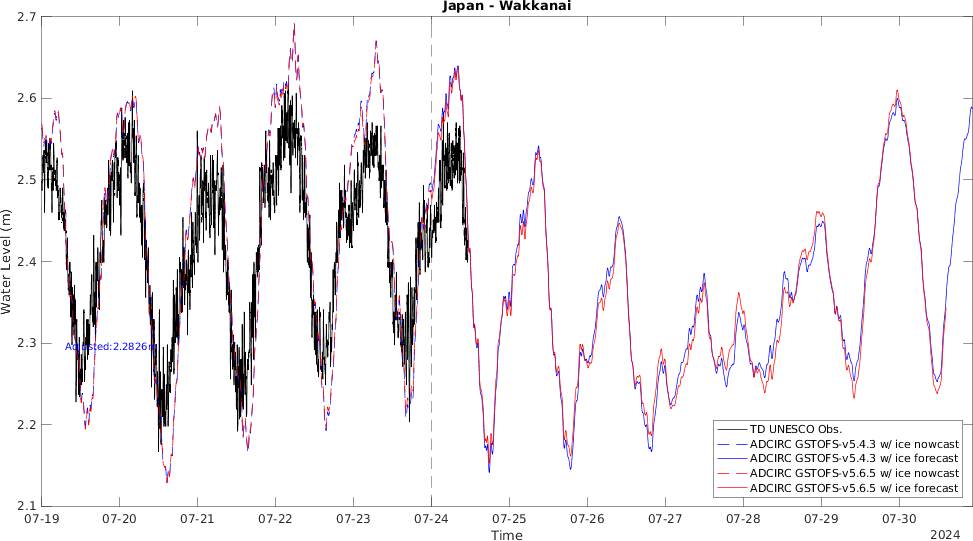 Japan - Wakkanai
Water Level (m)
2.7
2.6
2.5
2.4
2.3
2.2
2.1
Adjusted:2.2826m
TD UNESCO Obs.
ADCIRC GSTOFS-v5.4.3 w/ ice nowcast
ADCIRC GSTOFS-v5.4.3 w/ ice forecast
ADCIRC GSTOFS-v5.6.5 w/ ice nowcast
ADCIRC GSTOFS-v5.6.5 w/ ice forecast
07-19 07-20 07-21 07-22 07-23 07-24 07-25 07-26 07-27 07-28 07-29 07-30
Time
2024